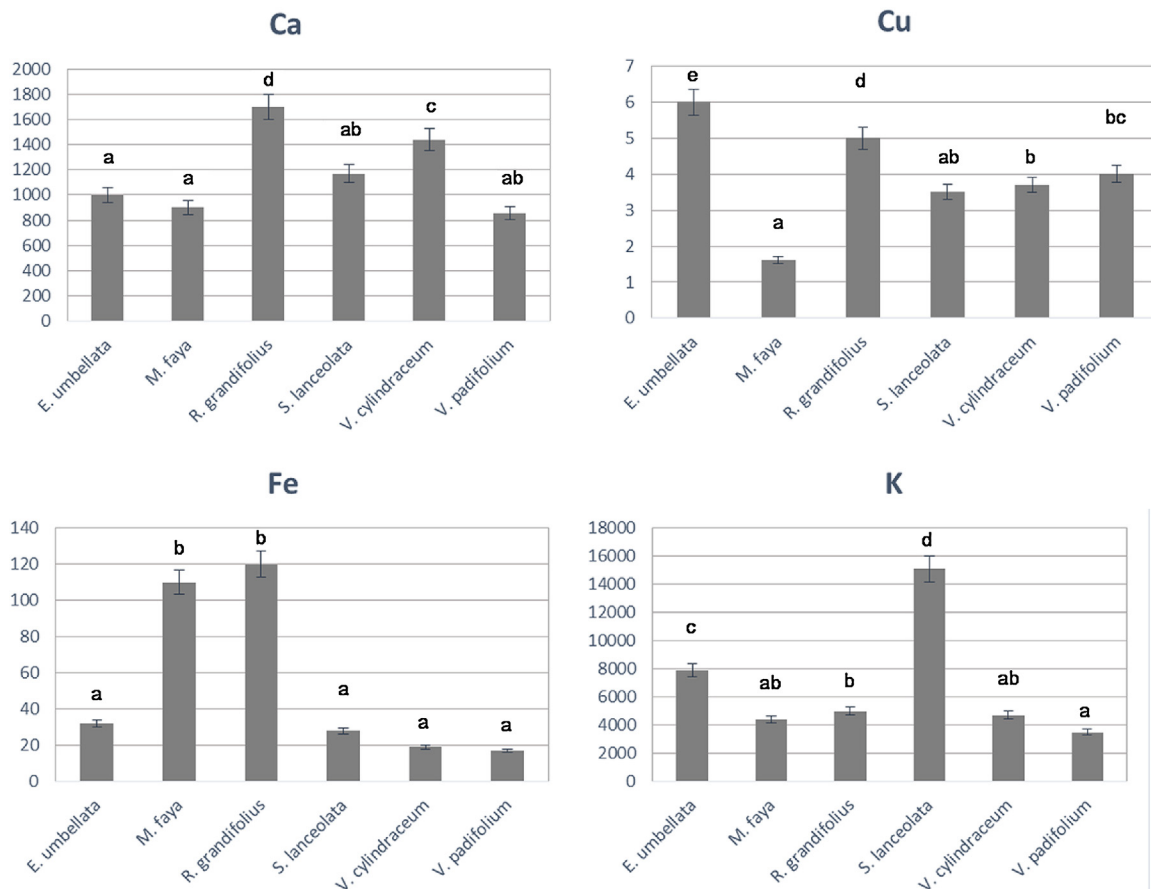 Ca
2000
1800
1600
1400
1200
1000
800
600
400
200
0
a
a
d
ab
c
ab
E. umbellata
M. faya
R. grandifolius
S. lanceolata
V. cylindraceum
V. padifolium
Cu
7
6
5
4
3
2
1
0
e
a
d
ab
b
bc
E. umbellata
M. faya
R. grandifolius
S. lanceolata
V. cylindraceum
V. padifolium
Fe
140
120
100
80
60
40
20
0
a
b
b
a
a
a
E. umbellata
M. faya
R. grandifolius
S. lanceolata
V. cylindraceum
V. padifolium
K
18000
16000
14000
12000
10000
8000
6000
4000
2000
0
c
ab
b
d
ab
a
E. umbellata
M. faya
R. grandifolius
S. lanceolata
V. cylindraceum
V. padifolium